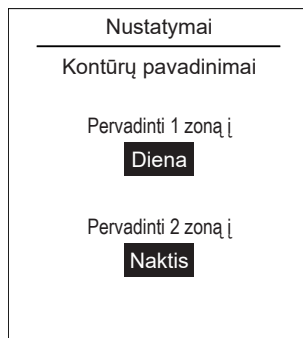 Nustatymai
Kontūrų pavadinimai
Pervadinti 1 zoną į
Diena
Pervadinti 2 zoną į
Naktis